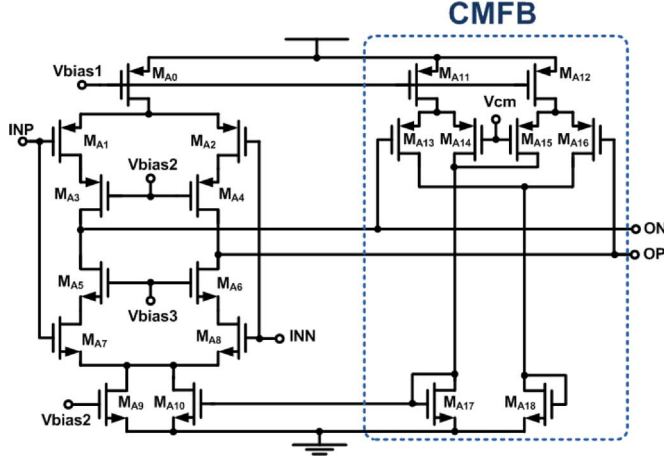 CMFB
Vbias1
MA0
MA11
MA12
Vcm
INP
MA1
MA2
MA13
MA14
MA15
MA16
Vbias2
MA3
MA4
ON
OP
MA5
MA6
Vbias3
MA7
MA8
INN
MA9
MA10
MA17
MA18
Vbias2